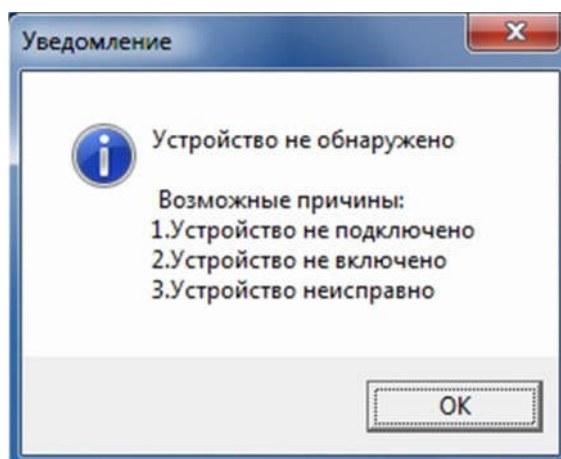 Уведомление
Устройство не обнаружено
Возможные причины:
1.Устройство не подключено
2.Устройство не включено
3.Устройство неисправно
OK